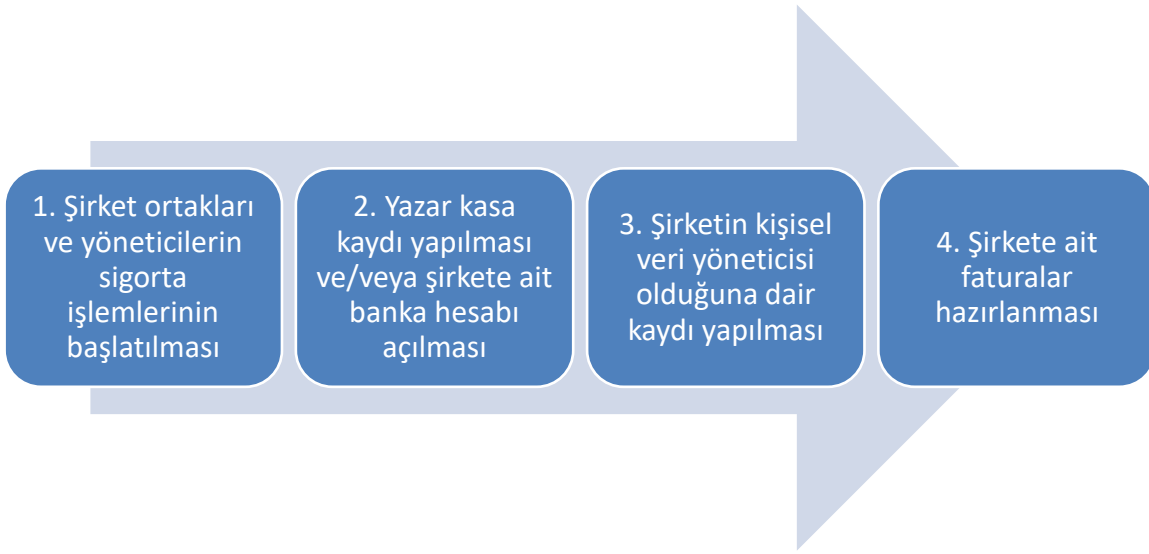 1. Şirket ortakları
ve yöneticilerin
sigorta
işlemlerinin
başlatılması
2. Yazar kasa
kaydı yapılması
ve/veya şirkete ait
banka hesabı
açılması
3. Şirketin kişisel
veri yöneticisi
olduğuna dair
kaydı yapılması
4. Şirkete ait
faturalar
hazırlanması